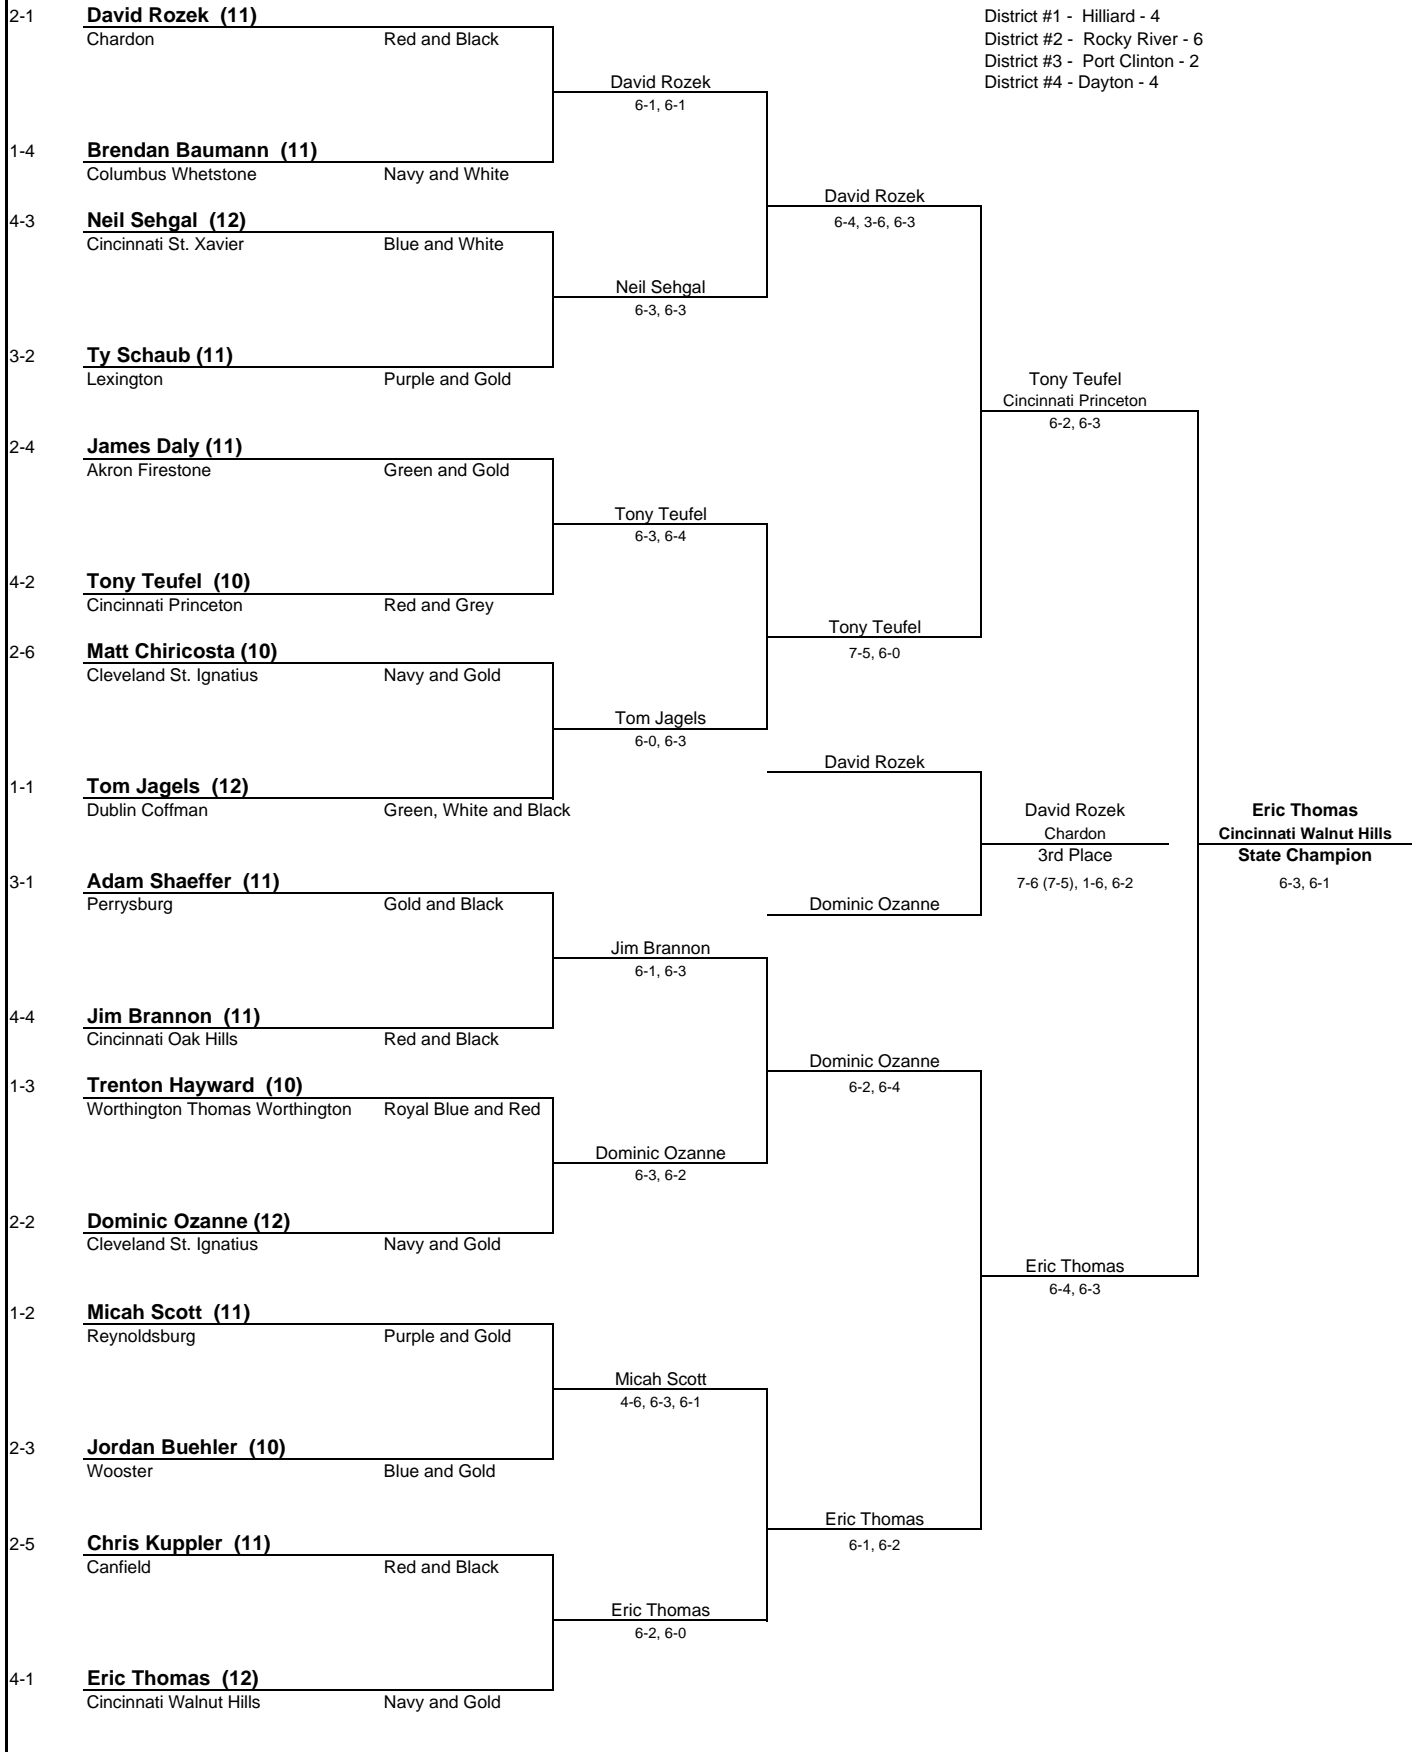 2-1 David Rozek (11) District #1 - Hilliard - 4
Chardon Red and Black District #2 - Rocky River - 6
District #3 - Port Clinton - 2
David Rozek District #4 - Dayton - 4
6-1, 6-1
1-4 Brendan Baumann (11)
Columbus Whetstone Navy and White
David Rozek
4-3 Neil Sehgal (12) 6-4, 3-6, 6-3
Cincinnati St. Xavier Blue and White
Neil Sehgal
6-3, 6-3
3-2 Ty Schaub (11)
Lexington Purple and Gold Tony Teufel
Cincinnati Princeton
6-2, 6-3
2-4 James Daly (11)
Akron Firestone Green and Gold
Tony Teufel
6-3, 6-4
4-2 Tony Teufel (10)
Cincinnati Princeton Red and Grey
Tony Teufel
2-6 Matt Chiricosta (10) 7-5, 6-0
Cleveland St. Ignatius Navy and Gold
Tom Jagels
6-0, 6-3
David Rozek
1-1 Tom Jagels (12)
Dublin Coffman Green, White and Black David Rozek Eric Thomas
Chardon Cincinnati Walnut Hills
3rd Place State Champion
3-1 Adam Shaeffer (11) 7-6 (7-5), 1-6, 6-2 6-3, 6-1
Perrysburg Gold and Black Dominic Ozanne
Jim Brannon
6-1, 6-3
4-4 Jim Brannon (11)
Cincinnati Oak Hills Red and Black
Dominic Ozanne
1-3 Trenton Hayward (10) 6-2, 6-4
Worthington Thomas Worthington Royal Blue and Red
Dominic Ozanne
6-3, 6-2
2-2 Dominic Ozanne (12)
Cleveland St. Ignatius Navy and Gold
Eric Thomas
6-4, 6-3
1-2 Micah Scott (11)
Reynoldsburg Purple and Gold
Micah Scott
4-6, 6-3, 6-1
2-3 Jordan Buehler (10)
Wooster Blue and Gold
Eric Thomas
2-5 Chris Kuppler (11) 6-1, 6-2
Canfield Red and Black
Eric Thomas
6-2, 6-0
4-1 Eric Thomas (12)
Cincinnati Walnut Hills Navy and Gold